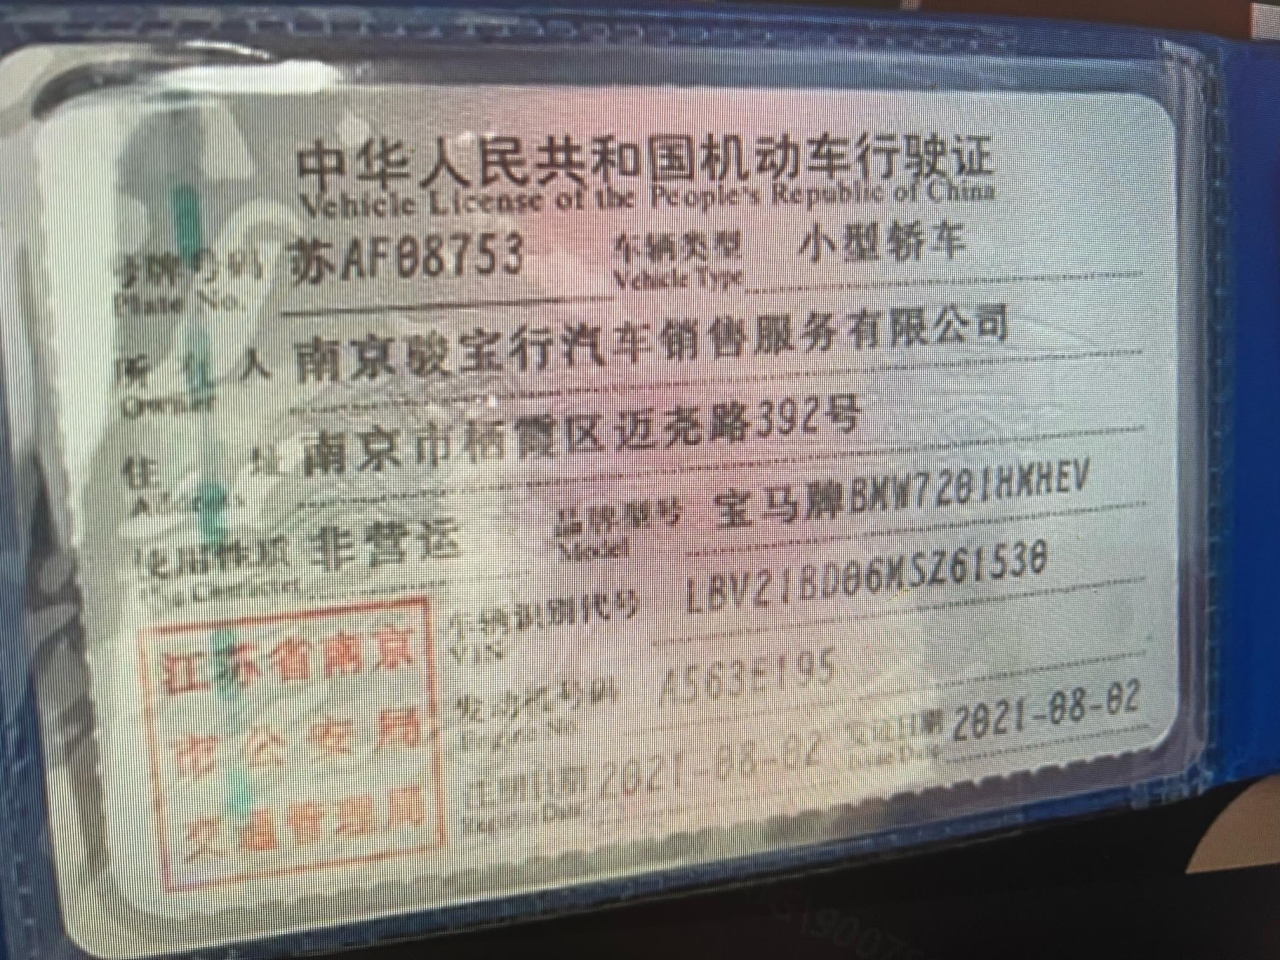 中华人民共和国机动车行驶证
Vehicle License of the People's Republic of China
号牌号码 苏AF08753 车辆类型 小型轿车
Plate No. Vehicle Type
所有人 南京骏宝行汽车销售服务有限公司
Owner
住址 南京市栖霞区迈尧路392号
Address
使用性质 非营运 品牌型号 宝马牌BMW7201HMHEV
Use Character Model
车辆识别代号 LBV21BD06MSZ61530
VIN
发动机号码 A563E195
Engine No.
注册日期 2021-08-02 发证日期 2021-08-02
Register Date Issue Date
江苏省南京
市公安局
交通管理局